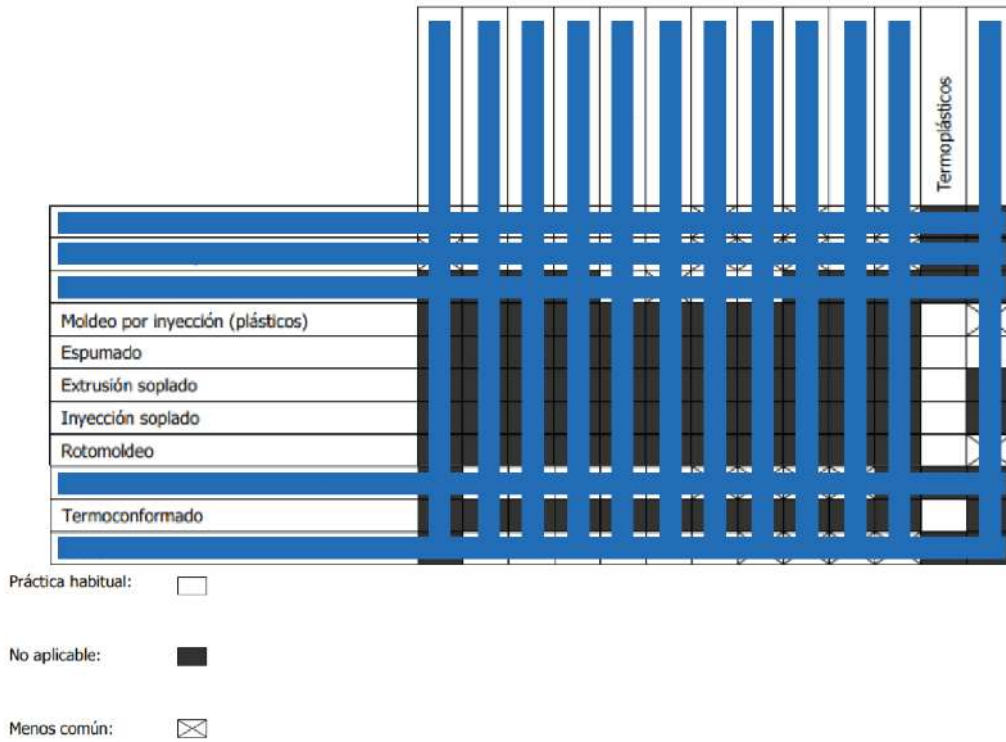 Termoplásticos
Moldeo por inyección (plásticos)
Espumado
Extrusión soplado
Inyección soplado
Rotomoldeo
Termoconformado
Práctica habitual:
No aplicable:
Menos común: